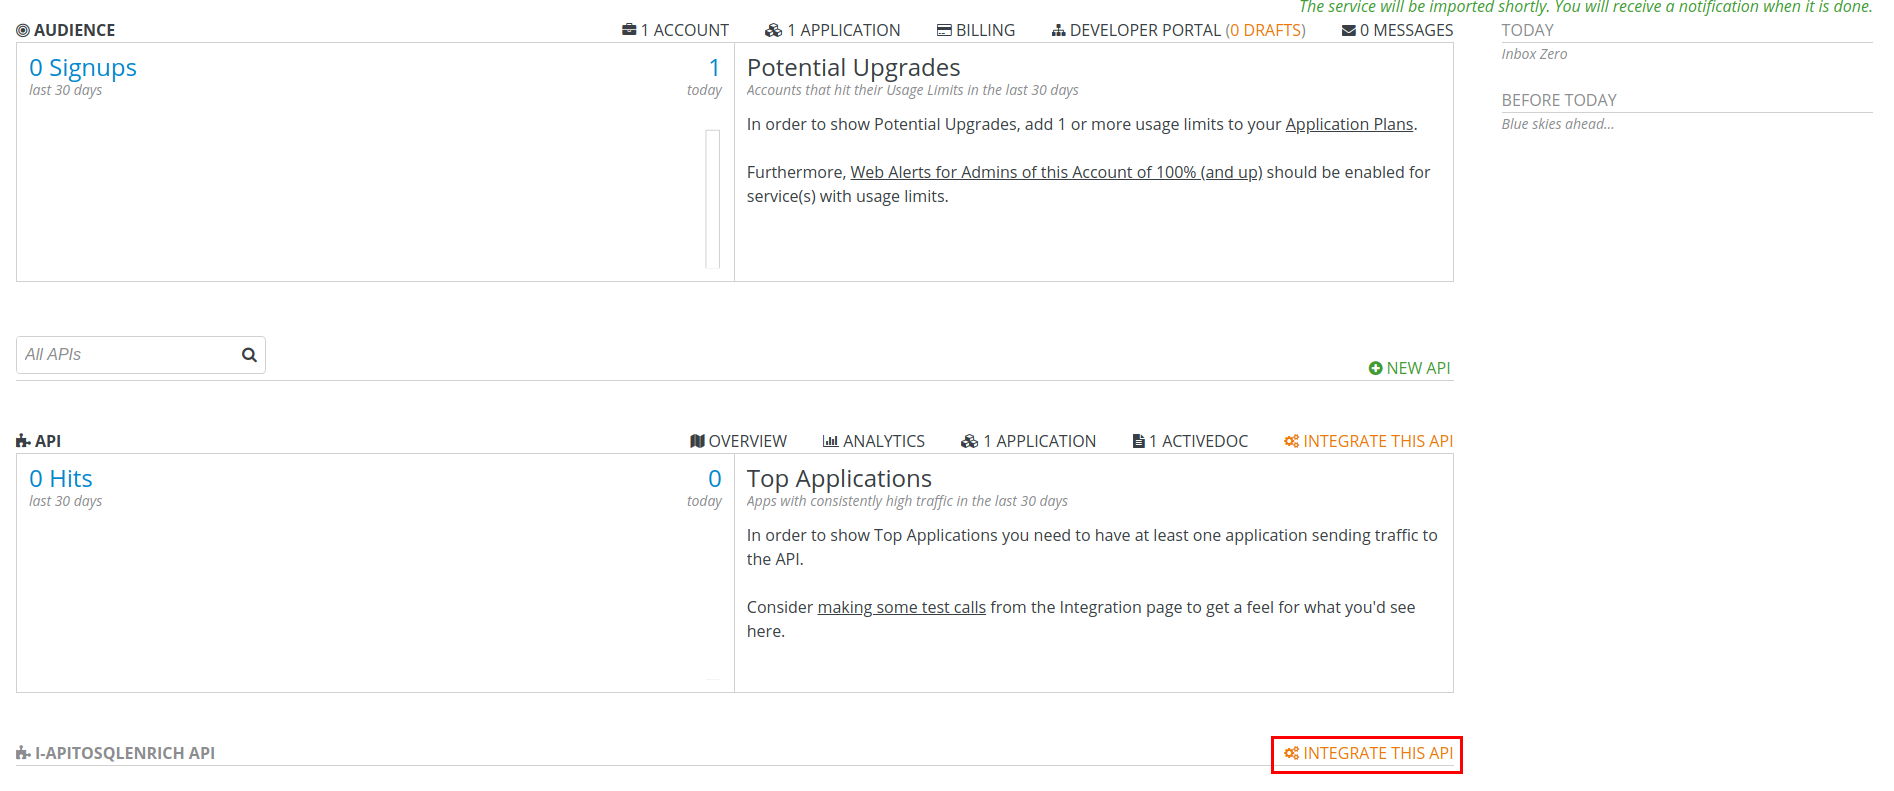 The service will be imported shortly. You will receive a notification when it is done.
AUDIENCE
1 ACCOUNT
1 APPLICATION
BILLING
DEVELOPER PORTAL (0 DRAFTS)
0 MESSAGES
0 Signups
last 30 days
1
today
Potential Upgrades
Accounts that hit their Usage Limits in the last 30 days
In order to show Potential Upgrades, add 1 or more usage limits to your Application Plans.
Furthermore, Web Alerts for Admins of this Account of 100% (and up) should be enabled for
service(s) with usage limits.
TODAY
Inbox Zero
BEFORE TODAY
Blue skies ahead...
All APIs
NEW API
API
OVERVIEW
ANALYTICS
1 APPLICATION
1 ACTIVEDOC
INTEGRATE THIS API
0 Hits
last 30 days
0
today
Top Applications
Apps with consistently high traffic in the last 30 days
In order to show Top Applications you need to have at least one application sending traffic to
the API.
Consider making some test calls from the Integration page to get a feel for what you'd see
here.
I-APITOSQLENRICH API
INTEGRATE THIS API